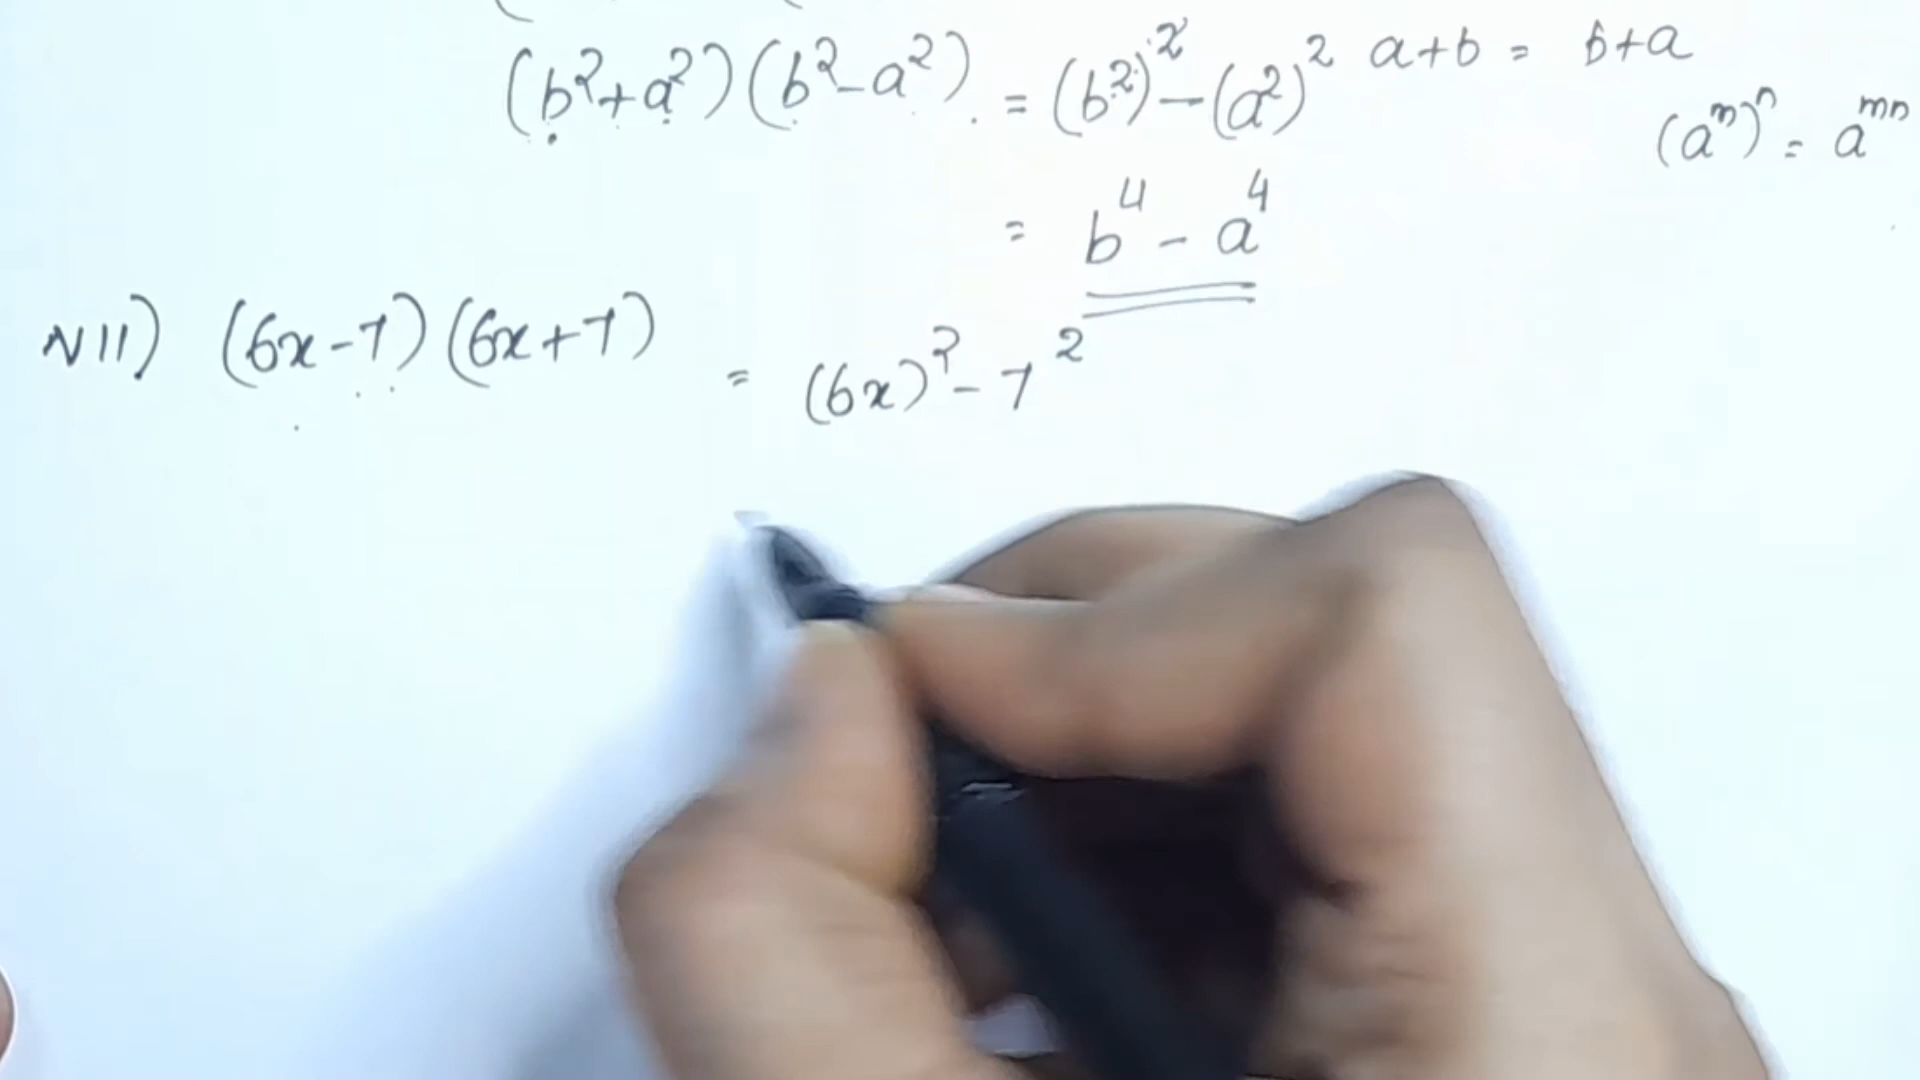 (b²+a²)(b²-a²) = (b²)² - (a²)² a+b = b+a
(aᵐ)ⁿ = aᵐⁿ
= b⁴ - a⁴
VII) (6x-7)(6x+7) = (6x)² - 7²